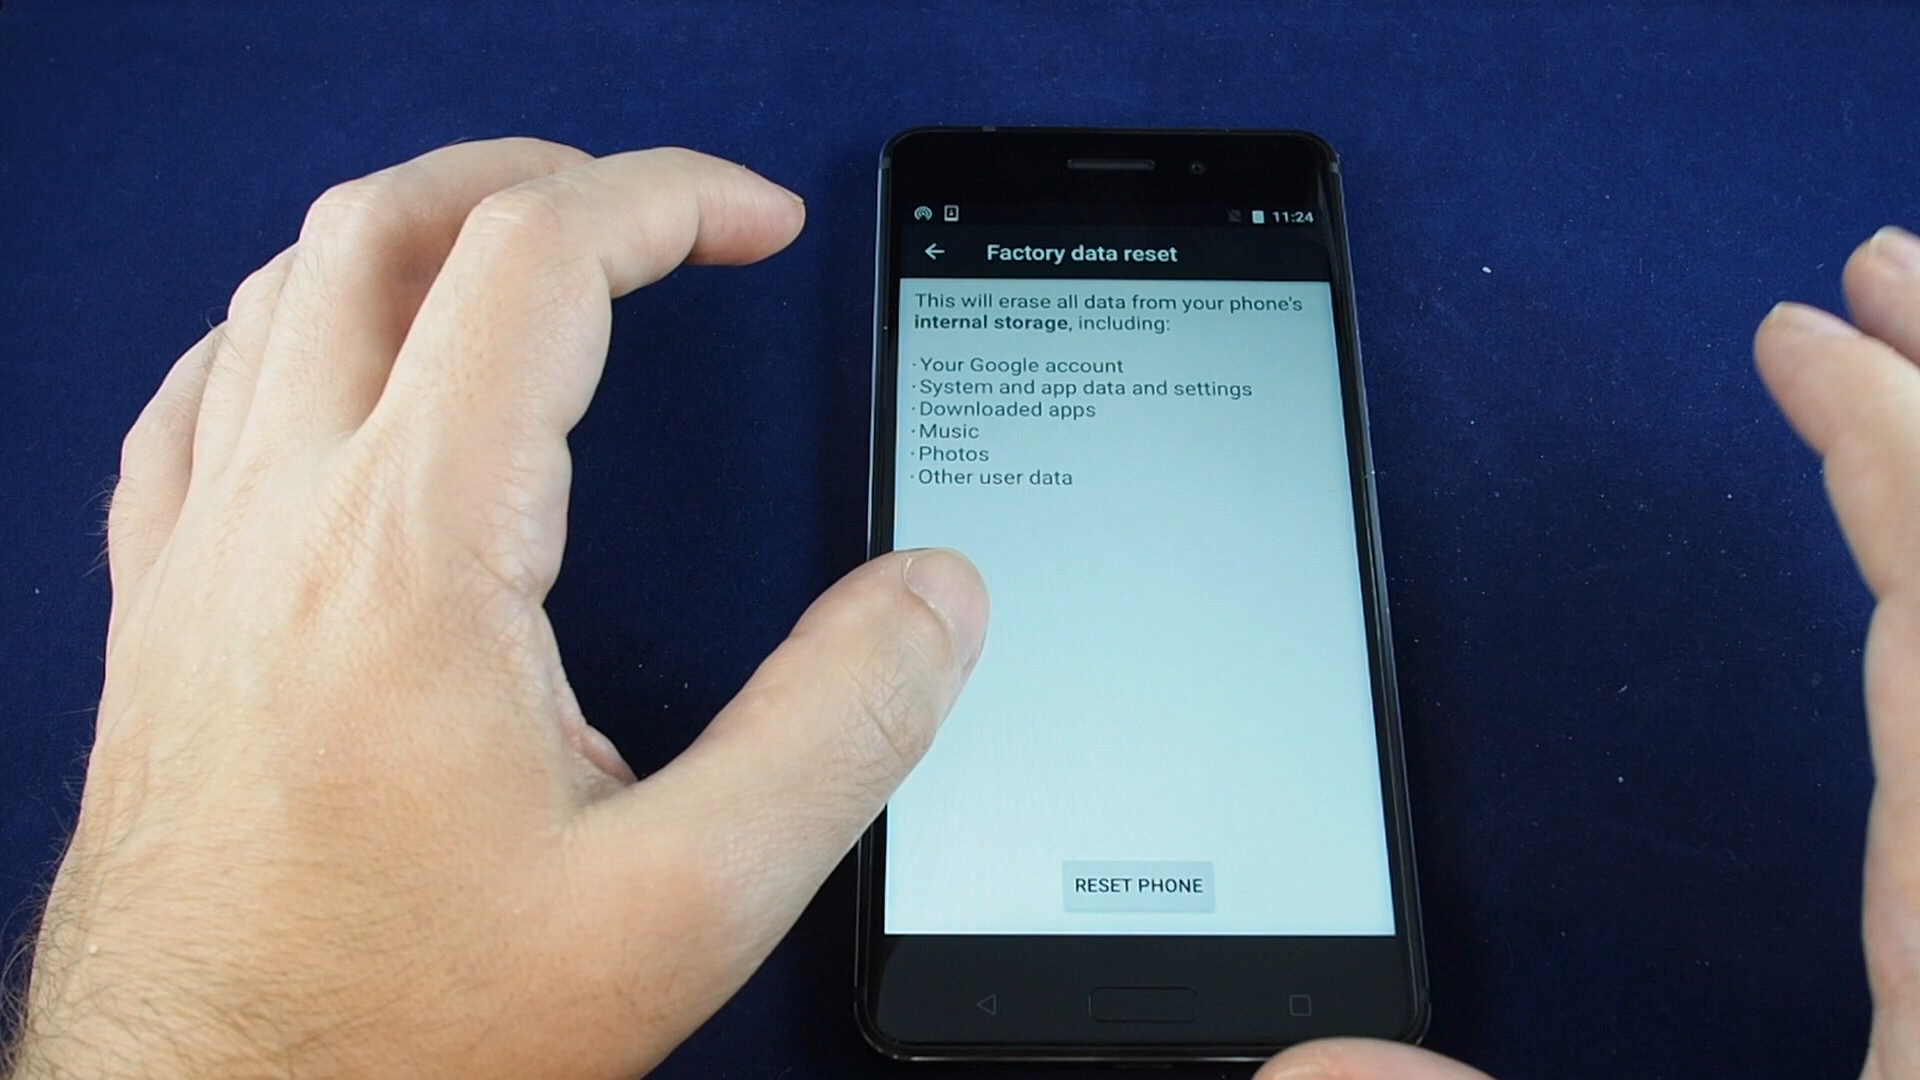 11:24
Factory data reset
This will erase all data from your phone's
internal storage, including:
·Your Google account
·System and app data and settings
·Downloaded apps
·Music
·Photos
·Other user data
RESET PHONE